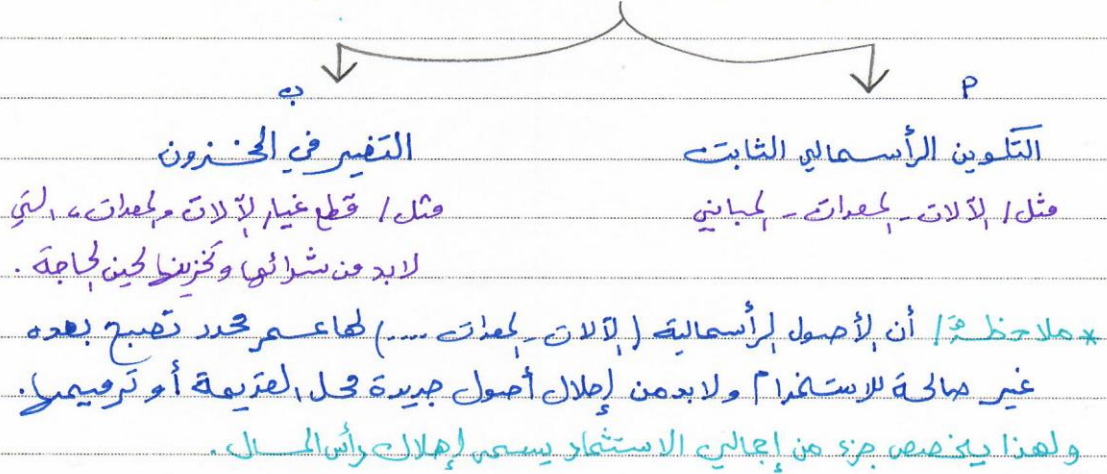 أ
ب
التكوين الرأسمالي الثابت
التغير في المخزون
مثل/ الآلات - المعدات - المباني
مثل/ قطع غيار الآلات والمعدات، التي
لابد من شرائها وتخزينها لحين الحاجة.
*ملاحظة/ أن الأصول الرأسمالية (الآلات - المعدات ....) لها عمر محدد تصبح بعده
غير صالحة للاستخدام ولابد من إحلال أصول جديدة محل القديمة أو ترميمها.
ولهذا يخصص جزء من إجمالي الاستثمار يسمى إهلاك رأس المال.